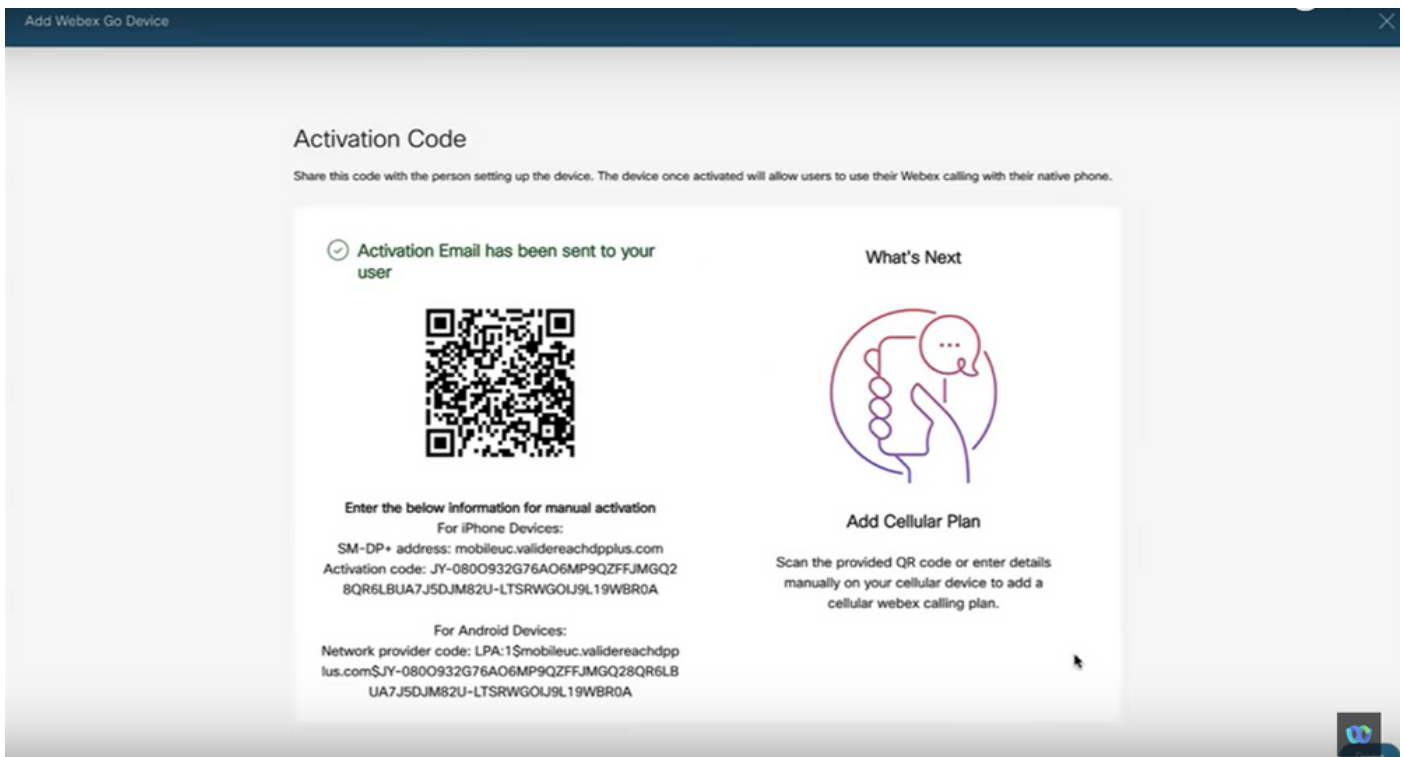 Add Webex Go Device
Activation Code
Share this code with the person setting up the device. The device once activated will allow users to use their Webex calling with their native phone.
Activation Email has been sent to your
user
Enter the below information for manual activation
For iPhone Devices:
SM-DP+ address: mobileuc.validereachdpplus.com
Activation code: JY-080O932G76AO6MP9QZFFJMGQ2
8QR6LBUA7J5DJM82U-LTSRWGOIJ9L19WBR0A
For Android Devices:
Network provider code: LPA:1$mobileuc.validereachdpp
lus.com$JY-080O932G76AO6MP9QZFFJMGQ28QR6LB
UA7J5DJM82U-LTSRWGOIJ9L19WBR0A
What's Next
Add Cellular Plan
Scan the provided QR code or enter details
manually on your cellular device to add a
cellular webex calling plan.